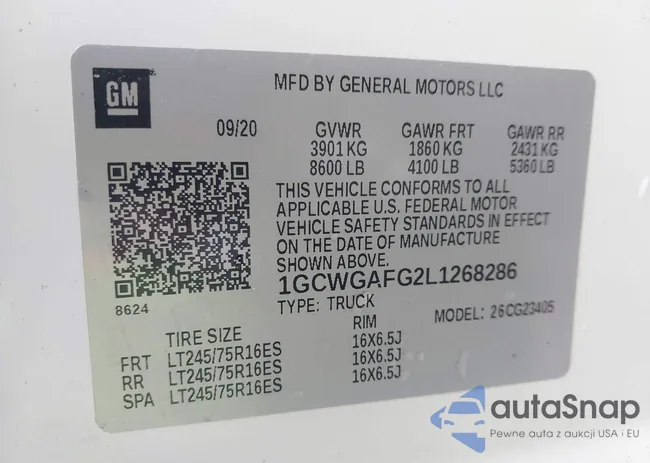 GM
MFD BY GENERAL MOTORS LLC
09/20 GVWR GAWR FRT GAWR RR
3901 KG 1860 KG 2431 KG
8600 LB 4100 LB 5360 LB
THIS VEHICLE CONFORMS TO ALL
APPLICABLE U.S. FEDERAL MOTOR
VEHICLE SAFETY STANDARDS IN EFFECT
ON THE DATE OF MANUFACTURE
SHOWN ABOVE.
1GCWGAFG2L1268286
8624
TYPE: TRUCK MODEL: 26CG23405
TIRE SIZE RIM
FRT LT245/75R16ES 16X6.5J
RR LT245/75R16ES 16X6.5J
SPA LT245/75R16ES 16X6.5J
autaSnap
Pewne auta z aukcji USA i EU